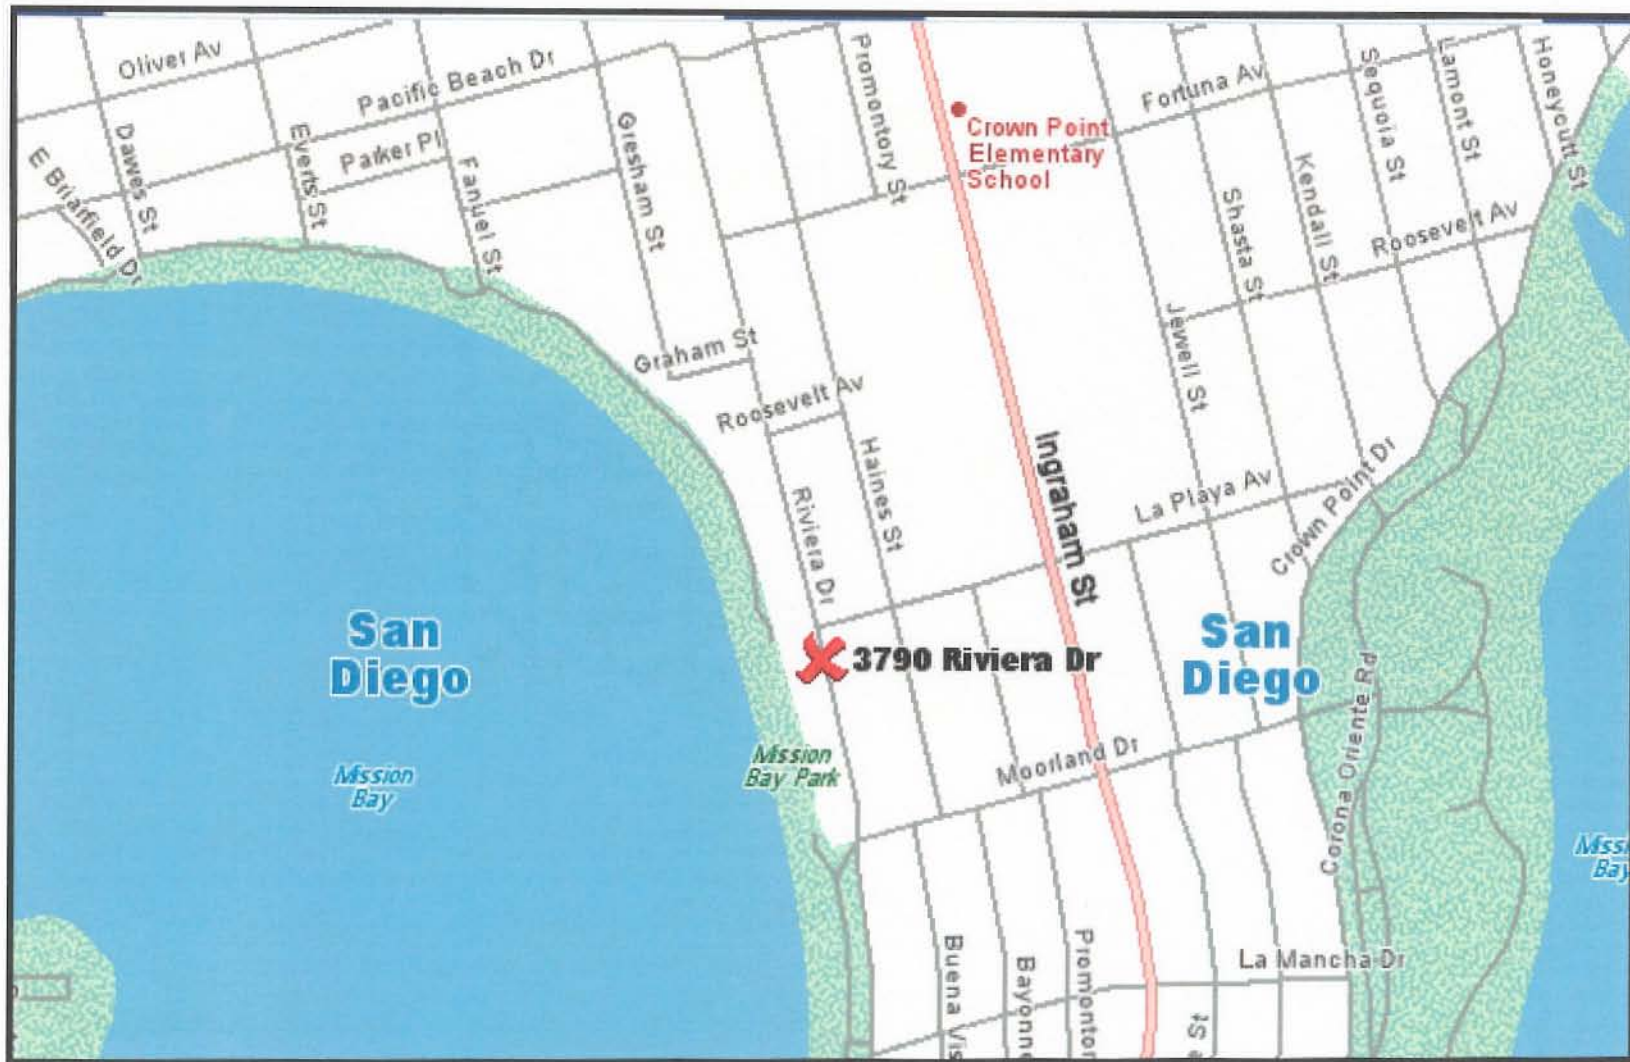 Oliver Av
Pacific Beach Dr
Parker Pl
E Briarfield Dr
Dawes St
Everts St
Fanuel St
Gresham St
Promontory St
Crown Point
Elementary
School
Fortuna Av
Sequoia St
Lamont St
Honeycutt St
Shasta St
Kendall St
Roosevelt Av
Jewell St
Graham St
Roosevelt Av
Haines St
Riviera Dr
Ingraham St
La Playa Av
Crown Point Dr
San
Diego
3790 Riviera Dr
San
Diego
Mission
Bay
Mission
Bay Park
Moorland Dr
Corona Oriente Rd
Missi
Bay
La Mancha Dr
Buena Vis
Bayonne
Promontor
e St